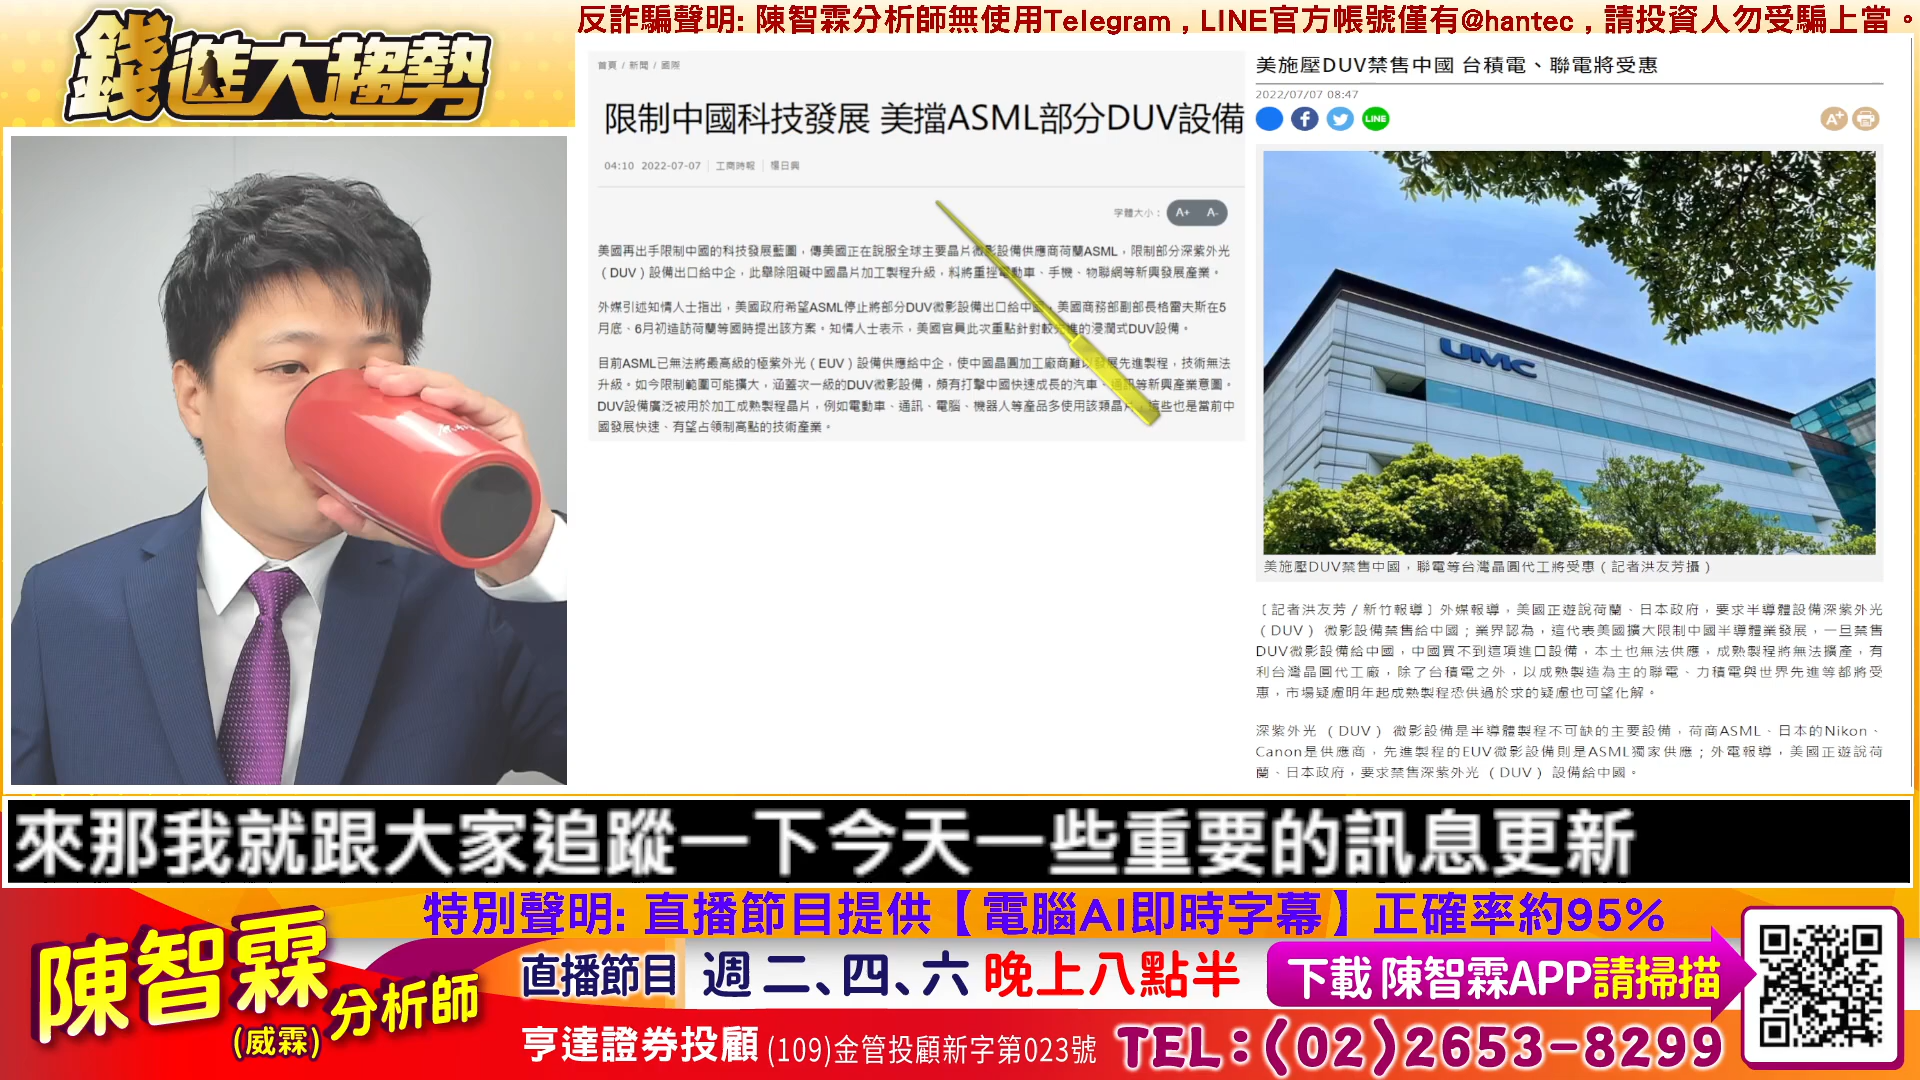 反詐騙聲明: 陳智霖分析師無使用Telegram , LINE官方帳號僅有@hantec , 請投資人勿受騙上當。
錢進大趨勢
首頁 / 新聞 / 國際
限制中國科技發展 美擋ASML部分DUV設備
04:10 2022-07-07 | 工商時報 | 楊日興
字體大小：
A+ A-
美國再出手限制中國的科技發展藍圖，傳美國正在說服全球主要晶片微影設備供應商荷蘭ASML，限制部分深紫外光
（DUV）設備出口給中企，此舉除阻礙中國晶片加工製程升級，料將重挫電動車、手機、物聯網等新興發展產業。
外媒引述知情人士指出，美國政府希望ASML停止將部分DUV微影設備出口給中國，美國商務部副部長格雷夫斯在5
月底、6月初造訪荷蘭等國時提出該方案。知情人士表示，美國官員此次重點針對較先進的浸潤式DUV設備。
目前ASML已無法將最高級的極紫外光（EUV）設備供應給中企，使中國晶圓加工廠商難以發展先進製程，技術無法
升級。如今限制範圍可能擴大，涵蓋次一級的DUV微影設備，頗有打擊中國快速成長的汽車、通訊等新興產業意圖。
DUV設備廣泛被用於加工成熟製程晶片，例如電動車、通訊、電腦、機器人等產品多使用該類晶片，這些也是當前中
國發展快速、有望占領制高點的技術產業。
美施壓DUV禁售中國 台積電、聯電將受惠
2022/07/07 08:47
LINE
A+
UMC
美施壓DUV禁售中國，聯電等台灣晶圓代工將受惠（記者洪友芳攝）
〔記者洪友芳／新竹報導〕外媒報導，美國正遊說荷蘭、日本政府，要求半導體設備深紫外光
（DUV） 微影設備禁售給中國；業界認為，這代表美國擴大限制中國半導體業發展，一旦禁售
DUV微影設備給中國，中國買不到這項進口設備，本土也無法供應，成熟製程將無法擴產，有
利台灣晶圓代工廠，除了台積電之外，以成熟製造為主的聯電、力積電與世界先進等都將受
惠，市場疑慮明年起成熟製程恐供過於求的疑慮也可望化解。
深紫外光 （DUV） 微影設備是半導體製程不可缺的主要設備，荷商ASML、日本的Nikon、
Canon是供應商，先進製程的EUV微影設備則是ASML獨家供應；外電報導，美國正遊說荷
蘭、日本政府，要求禁售深紫外光 （DUV） 設備給中國。
來那我就跟大家追蹤一下今天一些重要的訊息更新
特別聲明: 直播節目提供【電腦AI即時字幕】正確率約95%
陳智霖分析師
(威霖)
直播節目 週二、四、六 晚上八點半
下載 陳智霖APP請掃描
亨達證券投顧 (109)金管投顧新字第023號 TEL:(02)2653-8299